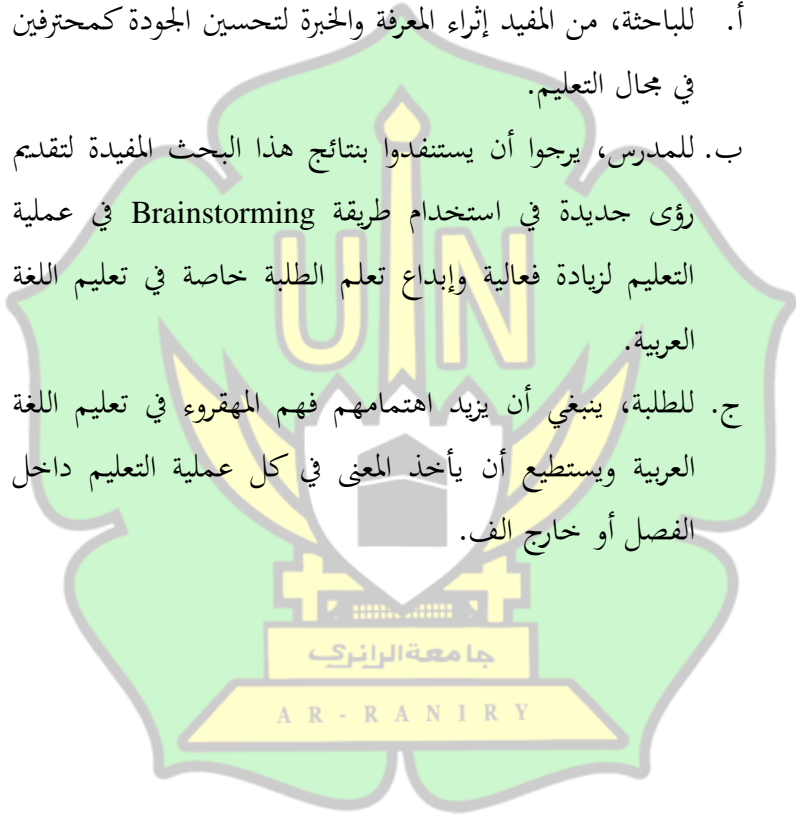 أ. للباحثة، من المفيد إثراء المعرفة والخبرة لتحسين الجودة كمحترفين
في مجال التعليم.
ب. للمدرس، يرجوا أن يستنفدوا بنتائج هذا البحث المفيدة لتقديم
رؤى جديدة في استخدام طريقة Brainstorming في عملية
التعليم لزيادة فعالية وإبداع تعلم الطلبة خاصة في تعليم اللغة
العربية.
ج. للطلبة، ينبغي أن يزيد اهتمامهم فهم المهقروء في تعليم اللغة
العربية ويستطيع أن يأخذ المعنى في كل عملية التعليم داخل
الفصل أو خارج الف.
UIN
جامعة الرانري
AR-RANIRY